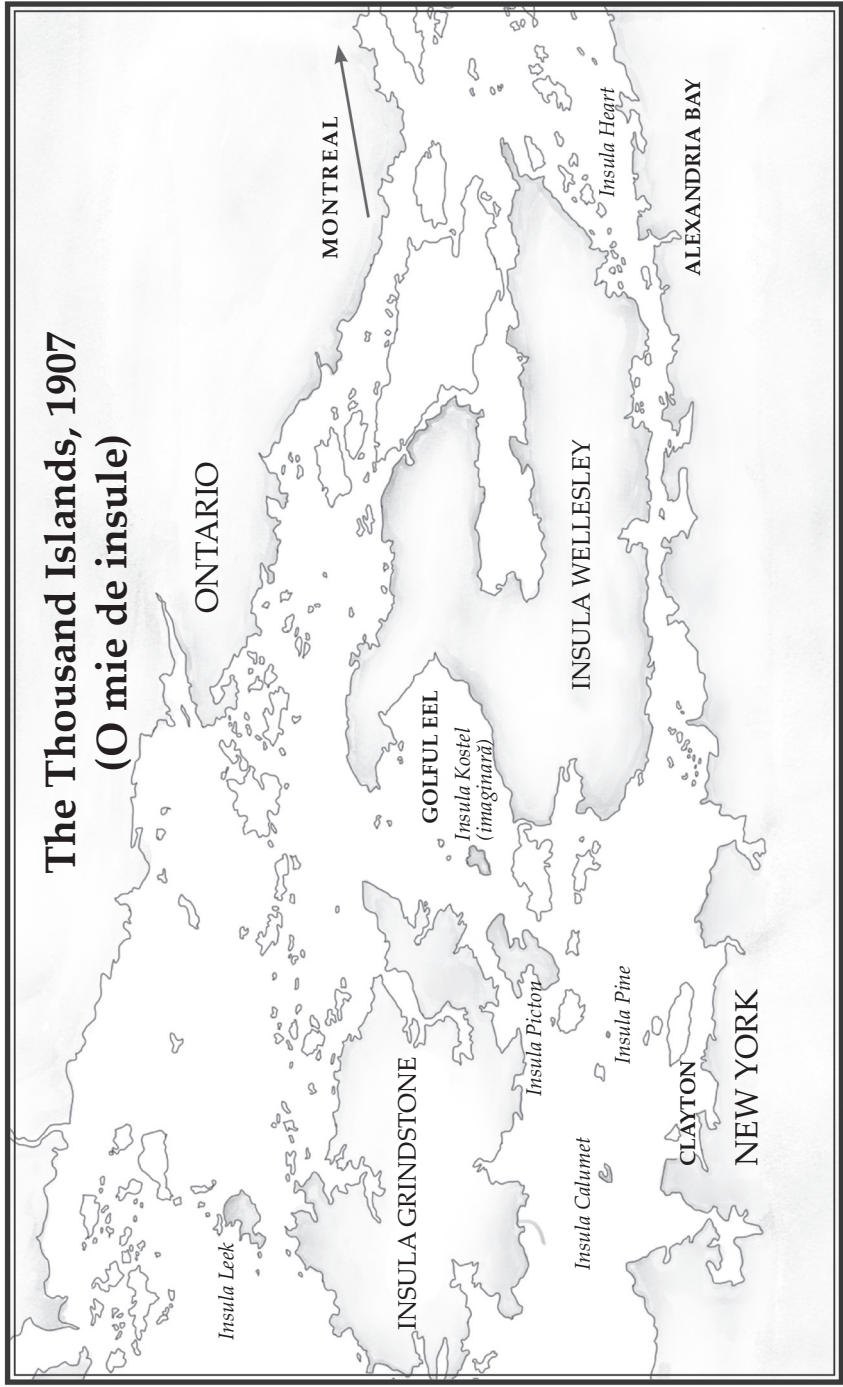 The Thousand Islands, 1907
(O mie de insule)
ONTARIO
MONTREAL
Insula Heart
ALEXANDRIA BAY
INSULA WELLESLEY
GOLFUL EEL
Insula Kostel
(imaginară)
Insula Leek
INSULA GRINDSTONE
Insula Picton
Insula Pine
Insula Calumet
CLAYTON
NEW YORK